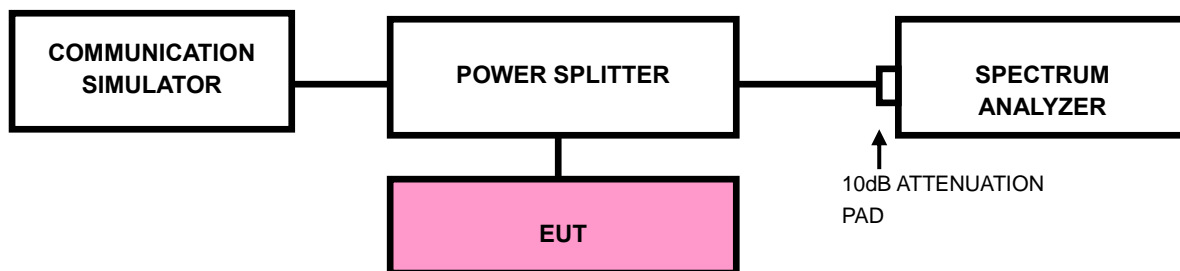 COMMUNICATION
SIMULATOR
POWER SPLITTER
SPECTRUM
ANALYZER
10dB ATTENUATION
PAD
EUT